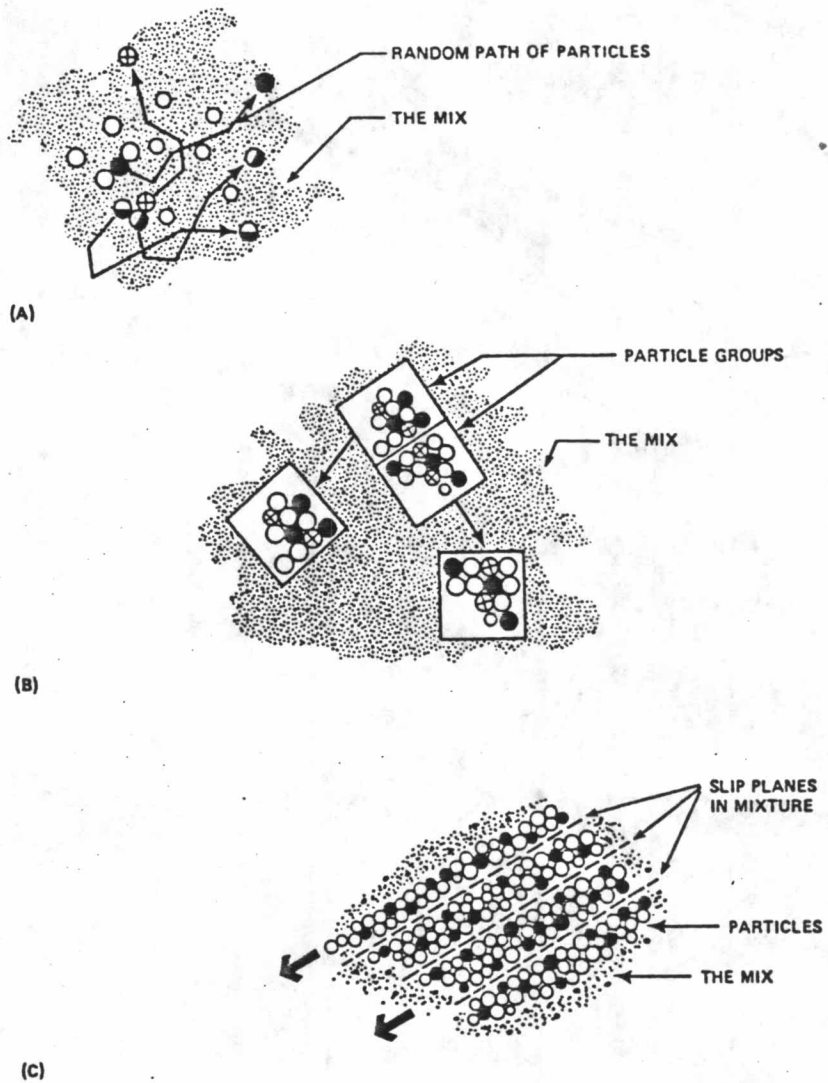 RANDOM PATH OF PARTICLES
THE MIX
(A)
PARTICLE GROUPS
THE MIX
(B)
SLIP PLANES
IN MIXTURE
PARTICLES
THE MIX
(C)